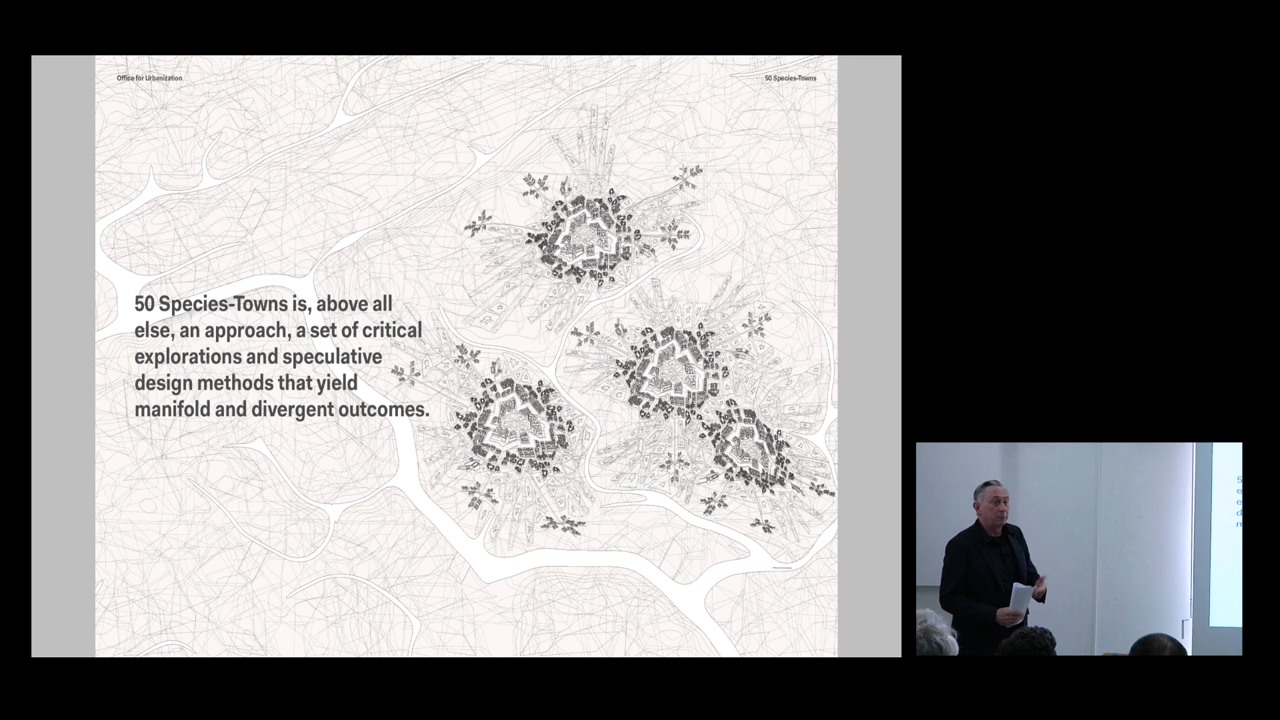 Office for Urbanization
50 Species-Towns
50 Species-Towns is, above all
else, an approach, a set of critical
explorations and speculative
design methods that yield
manifold and divergent outcomes.